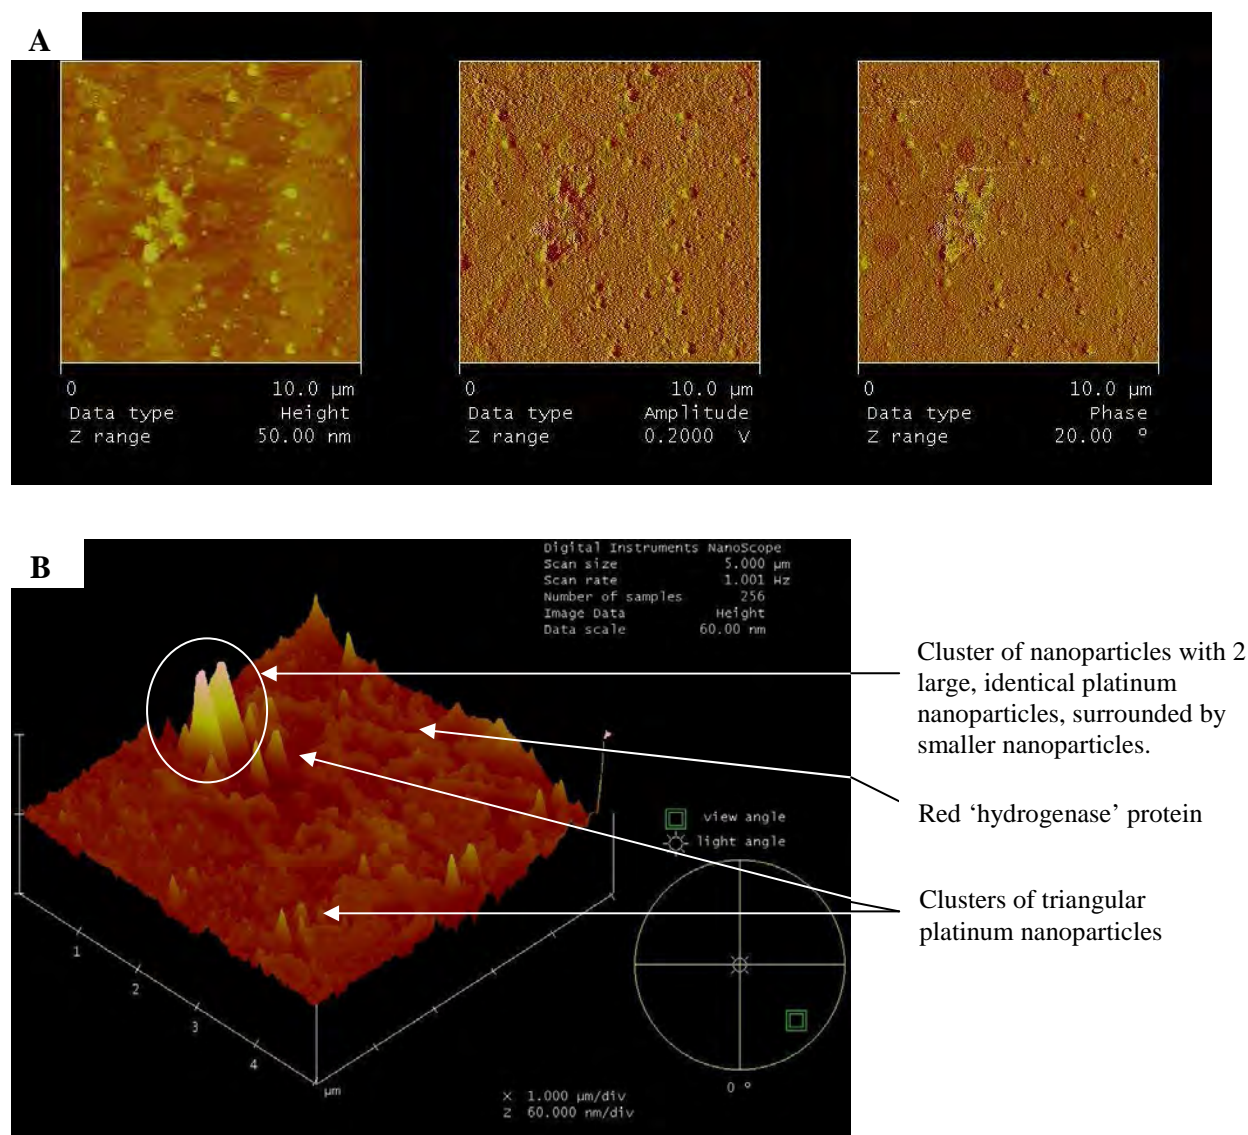 A
0 10.0 µm
Data type Height
Z range 50.00 nm
0 10.0 µm
Data type Amplitude
Z range 0.2000 V
0 10.0 µm
Data type Phase
Z range 20.00 º
B
Digital Instruments NanoScope
Scan size 5.000 µm
Scan rate 1.001 Hz
Number of samples 256
Image Data Height
Data scale 60.00 nm
Cluster of nanoparticles with 2
large, identical platinum
nanoparticles, surrounded by
smaller nanoparticles.
Red ‘hydrogenase’ protein
view angle
light angle
Clusters of triangular
platinum nanoparticles
1
2
3
4
µm
0 º
X 1.000 µm/div
Z 60.000 nm/div